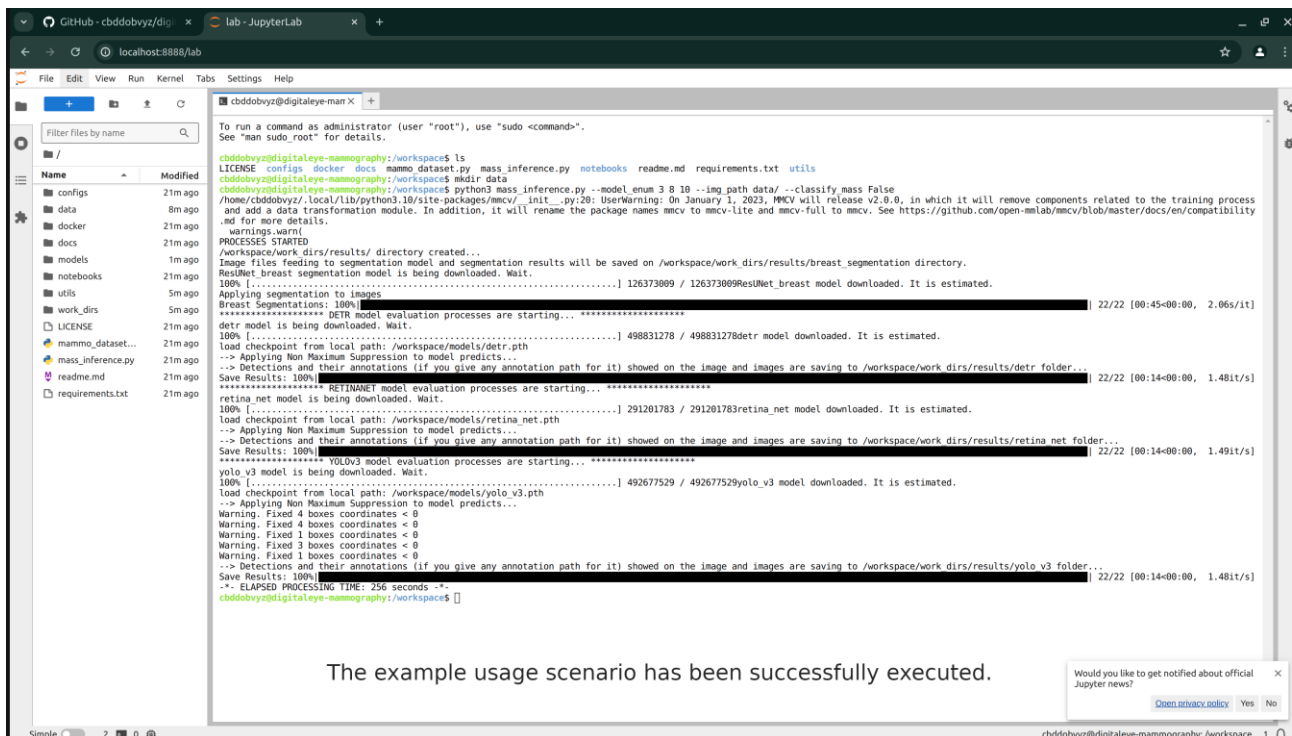 GitHub - cbddobvyz/digi
lab - JupyterLab
localhost:8888/lab
File Edit View Run Kernel Tabs Settings Help
cbddobvyz@digitaleye-mam
Filter files by name
/
Name Modified
configs 21m ago
data 8m ago
docker 21m ago
docs 21m ago
models 1m ago
notebooks 21m ago
utils 5m ago
work_dirs 5m ago
LICENSE 21m ago
mammo_dataset... 21m ago
mass_inference.py 21m ago
readme.md 21m ago
requirements.txt 21m ago
To run a command as administrator (user "root"), use "sudo <command>".
See "man sudo_root" for details.
cbddobvyz@digitaleye-mammography:/workspace$ ls
LICENSE configs docker docs mammo_dataset.py mass_inference.py notebooks readme.md requirements.txt utils
cbddobvyz@digitaleye-mammography:/workspace$ mkdir data
cbddobvyz@digitaleye-mammography:/workspace$ python3 mass_inference.py --model_enum 3 8 10 --img_path data/ --classify_mass False
/home/cbddobvyz/.local/lib/python3.10/site-packages/mmcv/__init__.py:20: UserWarning: On January 1, 2023, MMCV will release v2.0.0, in which it will remove components related to the training process
and add a data transformation module. In addition, it will rename the package names mmcv to mmcv-lite and mmcv-full to mmcv. See https://github.com/open-mmlab/mmcv/blob/master/docs/en/compatibility
.md for more details.
warnings.warn(
PROCESSES STARTED
/workspace/work_dirs/results/ directory created...
Image files feeding to segmentation model and segmentation results will be saved on /workspace/work_dirs/results/breast_segmentation directory.
ResUNet_breast segmentation model is being downloaded. Wait.
100% [................................................................] 126373009 / 126373009ResUNet_breast model downloaded. It is estimated.
Applying segmentation to images
Breast Segmentations: 100%| | 22/22 [00:45<00:00, 2.06s/it]
******************** DETR model evaluation processes are starting... ********************
detr model is being downloaded. Wait.
100% [................................................................] 498831278 / 498831278detr model downloaded. It is estimated.
load checkpoint from local path: /workspace/models/detr.pth
--> Applying Non Maximum Suppression to model predicts...
--> Detections and their annotations (if you give any annotation path for it) showed on the image and images are saving to /workspace/work_dirs/results/detr folder...
Save Results: 100%| | 22/22 [00:14<00:00, 1.48it/s]
******************** RETINANET model evaluation processes are starting... ********************
retina_net model is being downloaded. Wait.
100% [................................................................] 291201783 / 291201783retina_net model downloaded. It is estimated.
load checkpoint from local path: /workspace/models/retina_net.pth
--> Applying Non Maximum Suppression to model predicts...
--> Detections and their annotations (if you give any annotation path for it) showed on the image and images are saving to /workspace/work_dirs/results/retina_net folder...
Save Results: 100%| | 22/22 [00:14<00:00, 1.49it/s]
******************** YOLOv3 model evaluation processes are starting... ********************
yolo_v3 model is being downloaded. Wait.
100% [................................................................] 492677529 / 492677529yolo_v3 model downloaded. It is estimated.
load checkpoint from local path: /workspace/models/yolo_v3.pth
--> Applying Non Maximum Suppression to model predicts...
Warning. Fixed 4 boxes coordinates < 0
Warning. Fixed 4 boxes coordinates < 0
Warning. Fixed 1 boxes coordinates < 0
Warning. Fixed 3 boxes coordinates < 0
Warning. Fixed 1 boxes coordinates < 0
--> Detections and their annotations (if you give any annotation path for it) showed on the image and images are saving to /workspace/work_dirs/results/yolo_v3 folder...
Save Results: 100%| | 22/22 [00:14<00:00, 1.48it/s]
-*- ELAPSED PROCESSING TIME: 256 seconds -*-
cbddobvyz@digitaleye-mammography:/workspace$
The example usage scenario has been successfully executed.
Would you like to get notified about official
Jupyter news?
Open privacy policy Yes No
Simple 2 0
cbddobvyz@digitaleye-mammography: /workspace 1